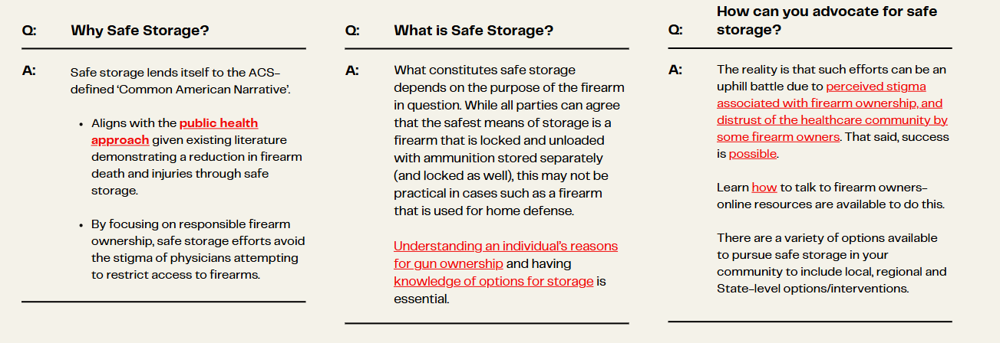 Q:
Why Safe Storage?
A:
Safe storage lends itself to the ACS-
defined ‘Common American Narrative’.
• Aligns with the public health
approach given existing literature
demonstrating a reduction in firearm
death and injuries through safe
storage.
• By focusing on responsible firearm
ownership, safe storage efforts avoid
the stigma of physicians attempting
to restrict access to firearms.
Q:
What is Safe Storage?
A:
What constitutes safe storage
depends on the purpose of the firearm
in question. While all parties can agree
that the safest means of storage is a
firearm that is locked and unloaded
with ammunition stored separately
(and locked as well), this may not be
practical in cases such as a firearm
that is used for home defense.
Understanding an individual’s reasons
for gun ownership and having
knowledge of options for storage is
essential.
Q:
How can you advocate for safe
storage?
A:
The reality is that such efforts can be an
uphill battle due to perceived stigma
associated with firearm ownership, and
distrust of the healthcare community by
some firearm owners. That said, success
is possible.
Learn how to talk to firearm owners-
online resources are available to do this.
There are a variety of options available
to pursue safe storage in your
community to include local, regional and
State-level options/interventions.